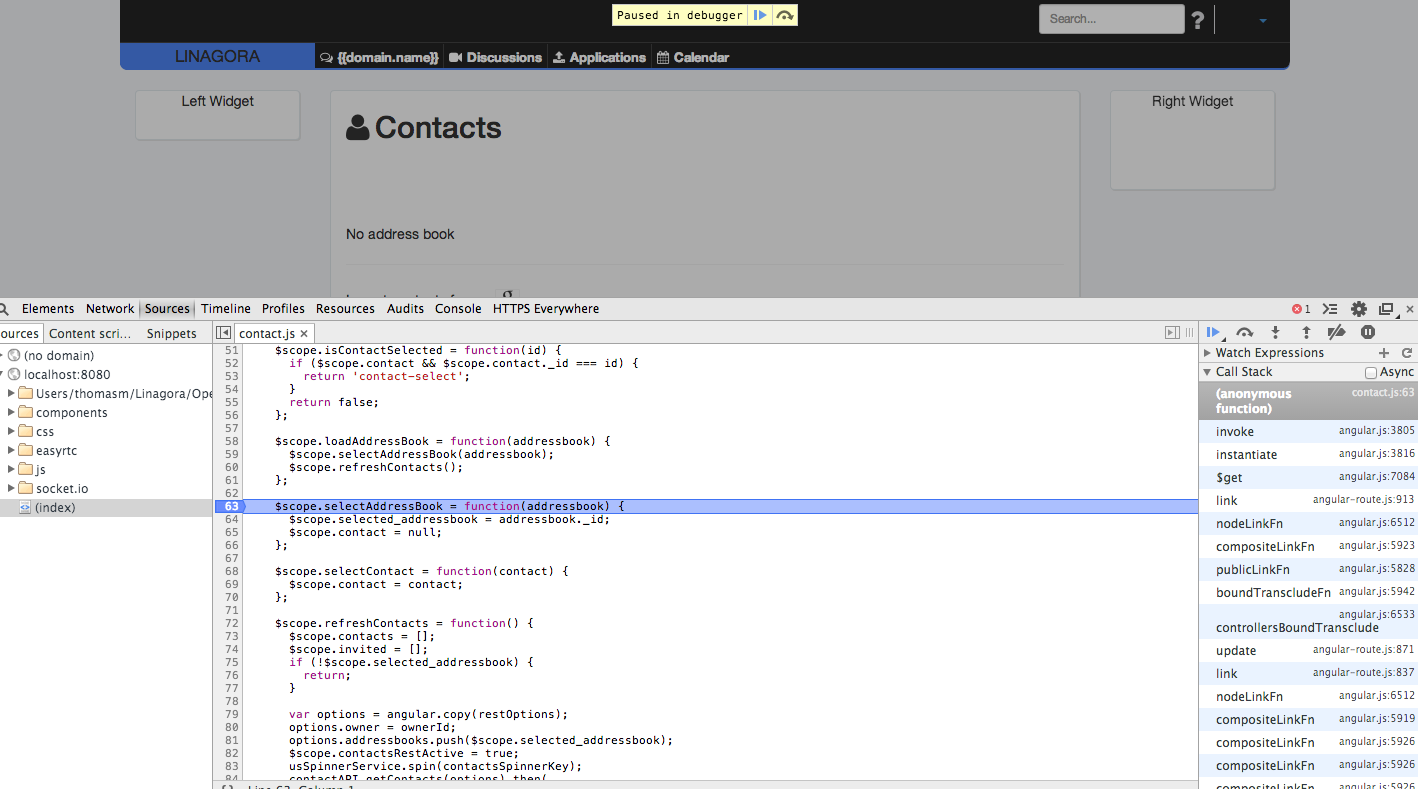 Paused in debugger
Search...
?
LINAGORA
{{domain.name}}
Discussions
Applications
Calendar
Left Widget
Contacts
No address book
Right Widget
Elements Network Sources Timeline Profiles Resources Audits Console HTTPS Everywhere
1
ources Content scri... Snippets
contact.js ×
(no domain)
localhost:8080
Users/thomasm/Linagora/Ope
components
css
easyrtc
js
socket.io
(index)
51 $scope.isContactSelected = function(id) {
52 if ($scope.contact && $scope.contact._id === id) {
53 return 'contact-select';
54 }
55 return false;
56 };
57
58 $scope.loadAddressBook = function(addressbook) {
59 $scope.selectAddressBook(addressbook);
60 $scope.refreshContacts();
61 };
62
63 $scope.selectAddressBook = function(addressbook) {
64 $scope.selected_addressbook = addressbook._id;
65 $scope.contact = null;
66 };
67
68 $scope.selectContact = function(contact) {
69 $scope.contact = contact;
70 };
71
72 $scope.refreshContacts = function() {
73 $scope.contacts = [];
74 $scope.invited = [];
75 if (!$scope.selected_addressbook) {
76 return;
77 }
78
79 var options = angular.copy(restOptions);
80 options.owner = ownerId;
81 options.addressbooks.push($scope.selected_addressbook);
82 $scope.contactsRestActive = true;
83 usSpinnerService.spin(contactsSpinnerKey);
84 contactAPI.getContacts(options).then(
{} Line 63, Column 1
Watch Expressions
Call Stack Async
(anonymous function) contact.js:63
invoke angular.js:3805
instantiate angular.js:3816
$get angular.js:7084
link angular-route.js:913
nodeLinkFn angular.js:6512
compositeLinkFn angular.js:5923
publicLinkFn angular.js:5828
boundTranscludeFn angular.js:5942
angular.js:6533
controllersBoundTransclude
update angular-route.js:871
link angular-route.js:837
nodeLinkFn angular.js:6512
compositeLinkFn angular.js:5919
compositeLinkFn angular.js:5926
compositeLinkFn angular.js:5926
compositeLinkFn angular.js:5926